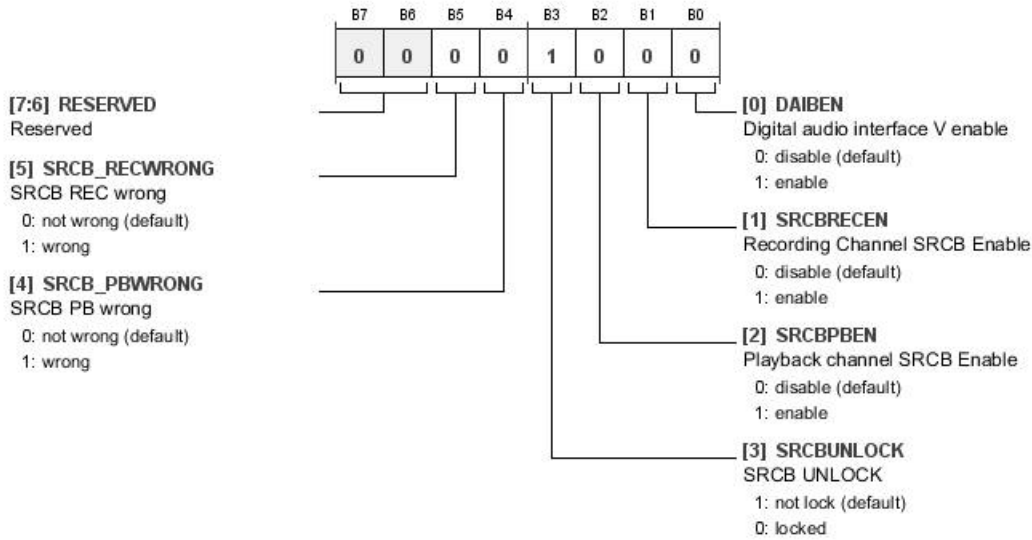 B7 B6 B5 B4 B3 B2 B1 B0
0 0 0 0 1 0 0 0
[7:6] RESERVED
Reserved
[5] SRCB_RECWRONG
SRCB REC wrong
0: not wrong (default)
1: wrong
[4] SRCB_PBWRONG
SRCB PB wrong
0: not wrong (default)
1: wrong
[0] DAIBEN
Digital audio interface V enable
0: disable (default)
1: enable
[1] SRCBRECEN
Recording Channel SRCB Enable
0: disable (default)
1: enable
[2] SRCBPBEN
Playback channel SRCB Enable
0: disable (default)
1: enable
[3] SRCBUNLOCK
SRCB UNLOCK
1: not lock (default)
0: locked